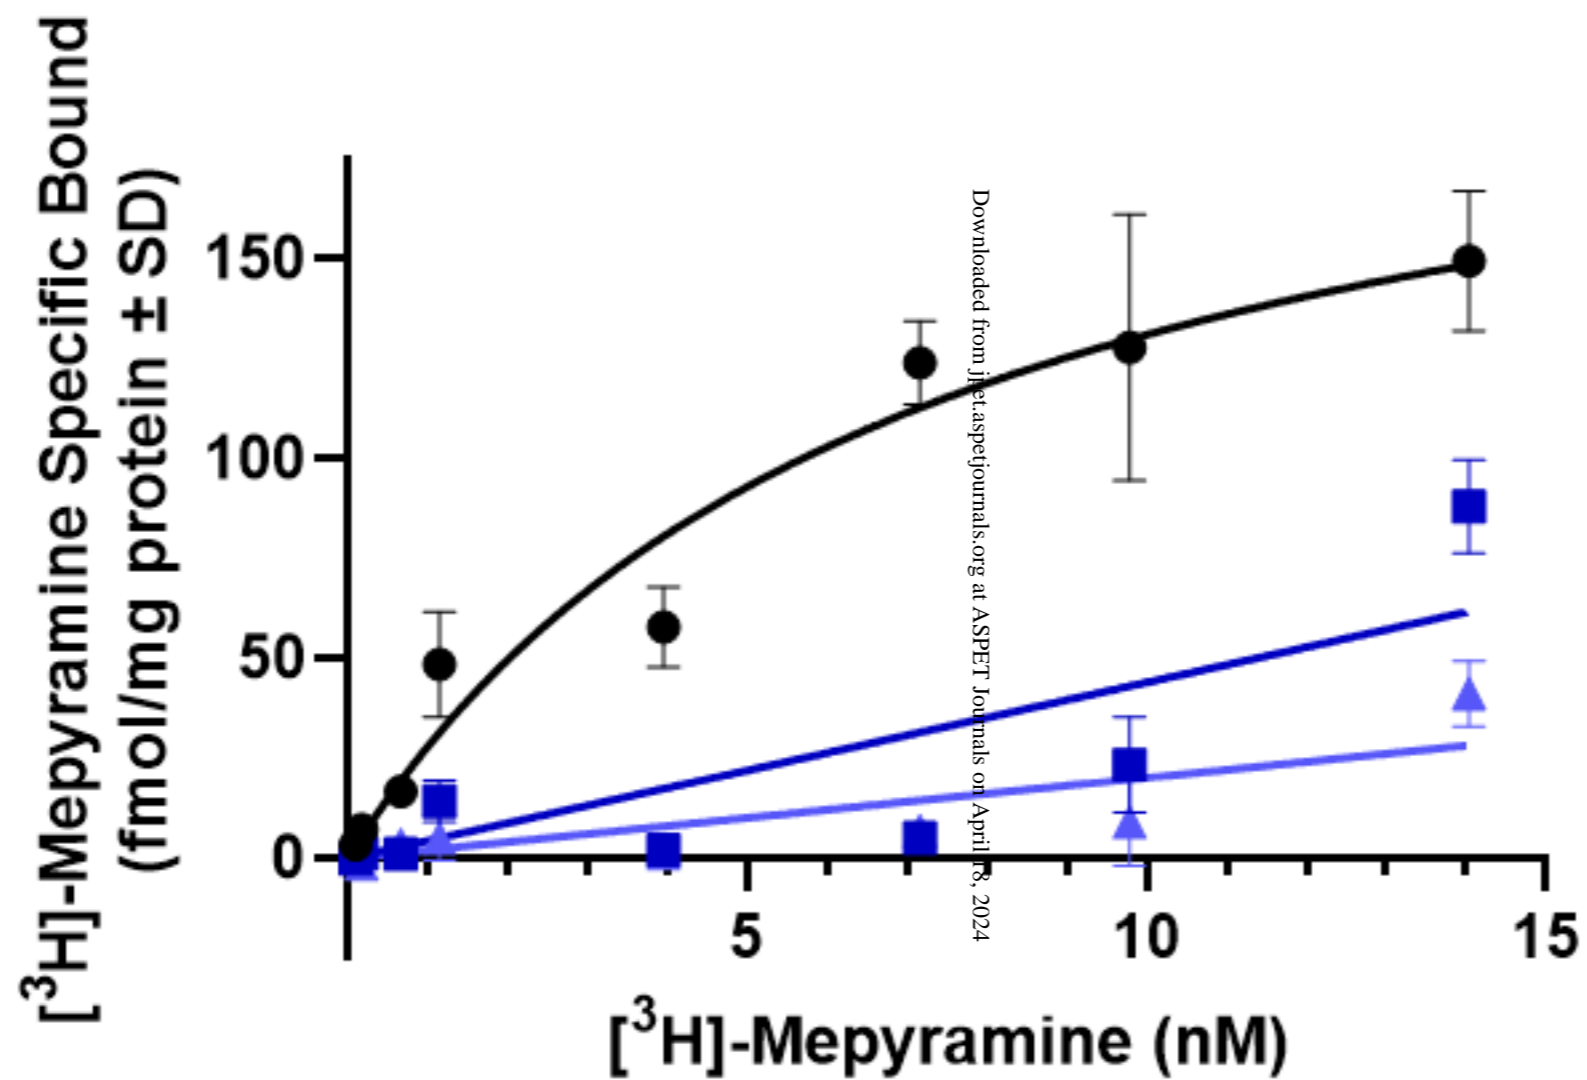 [³H]-Mepyramine Specific Bound
(fmol/mg protein ± SD)
150
100
50
0
5
10
15
[³H]-Mepyramine (nM)
Downloaded from jpet.aspetjournals.org at ASPET Journals on April 18, 2024